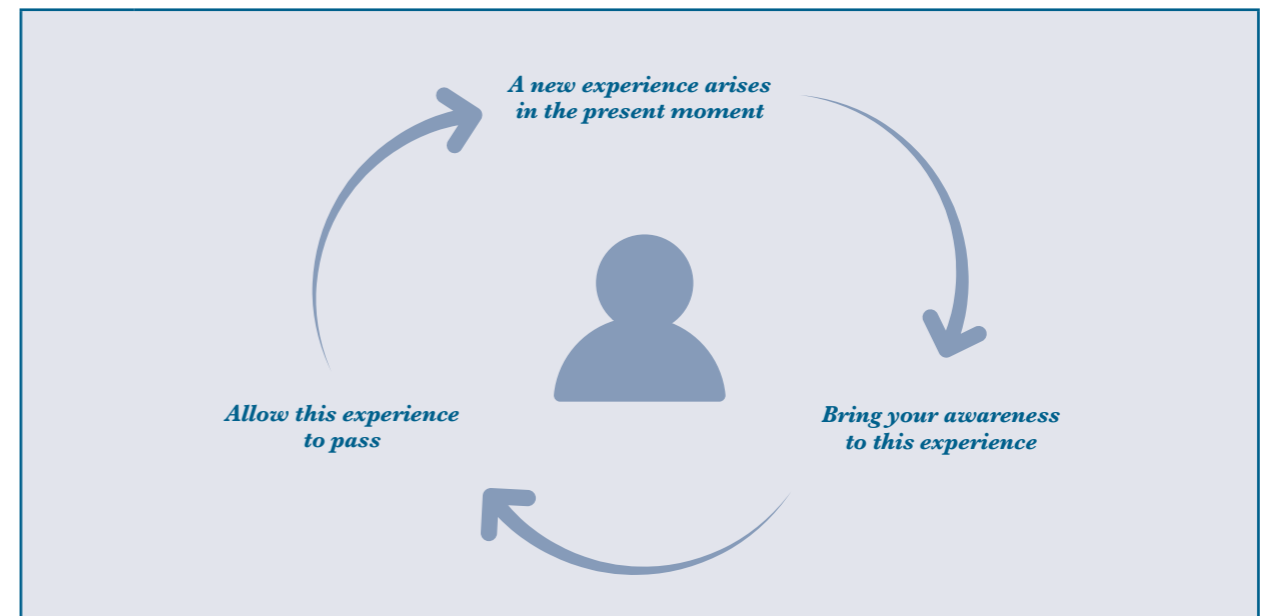 A new experience arises
in the present moment
Bring your awareness
to this experience
Allow this experience
to pass